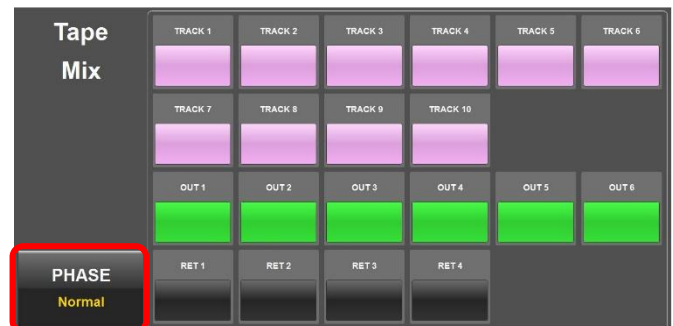 Tape
Mix
TRACK 1 TRACK 2 TRACK 3 TRACK 4 TRACK 5 TRACK 6
TRACK 7 TRACK 8 TRACK 9 TRACK 10
OUT 1 OUT 2 OUT 3 OUT 4 OUT 5 OUT 6
RET 1 RET 2 RET 3 RET 4
PHASE
Normal